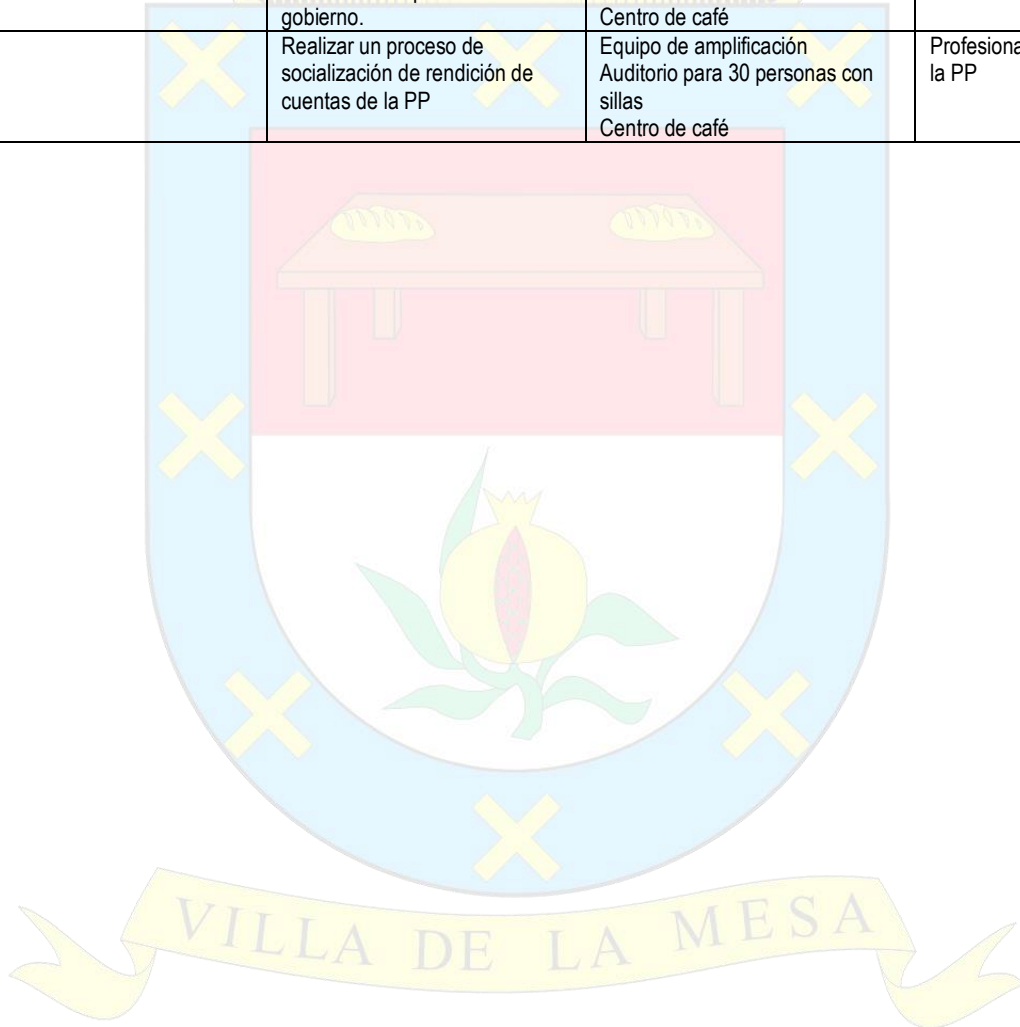 gobierno.
Centro de café
Realizar un proceso de
socialización de rendición de
cuentas de la PP
Equipo de amplificación
Auditorio para 30 personas con
sillas
Centro de café
la PP
VILLA DE LA MESA